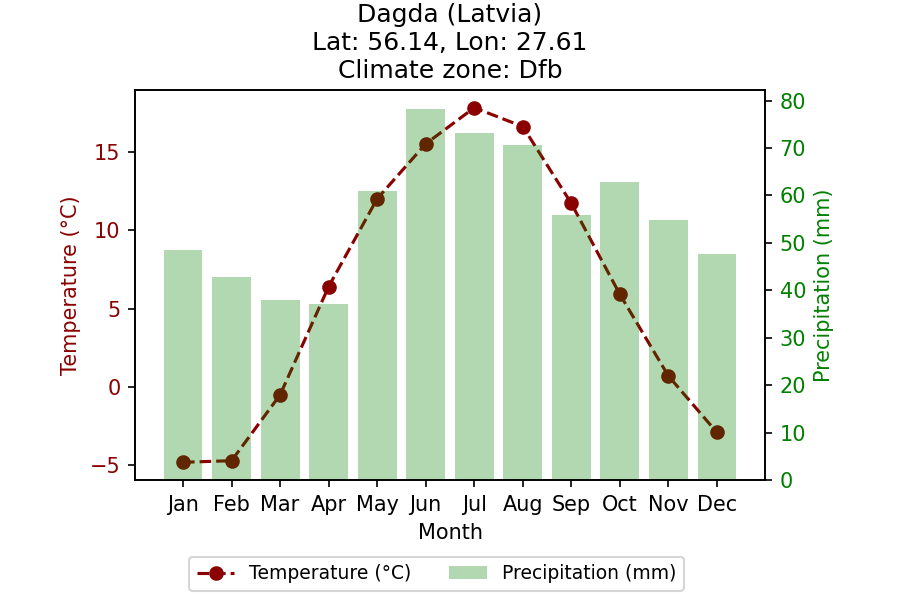 Dagda (Latvia)
Lat: 56.14, Lon: 27.61
Climate zone: Dfb
Temperature (°C)
15
10
5
0
−5
80
70
60
50
40
30
20
10
0
Precipitation (mm)
Jan Feb Mar Apr May Jun Jul Aug Sep Oct Nov Dec
Month
Temperature (°C) Precipitation (mm)